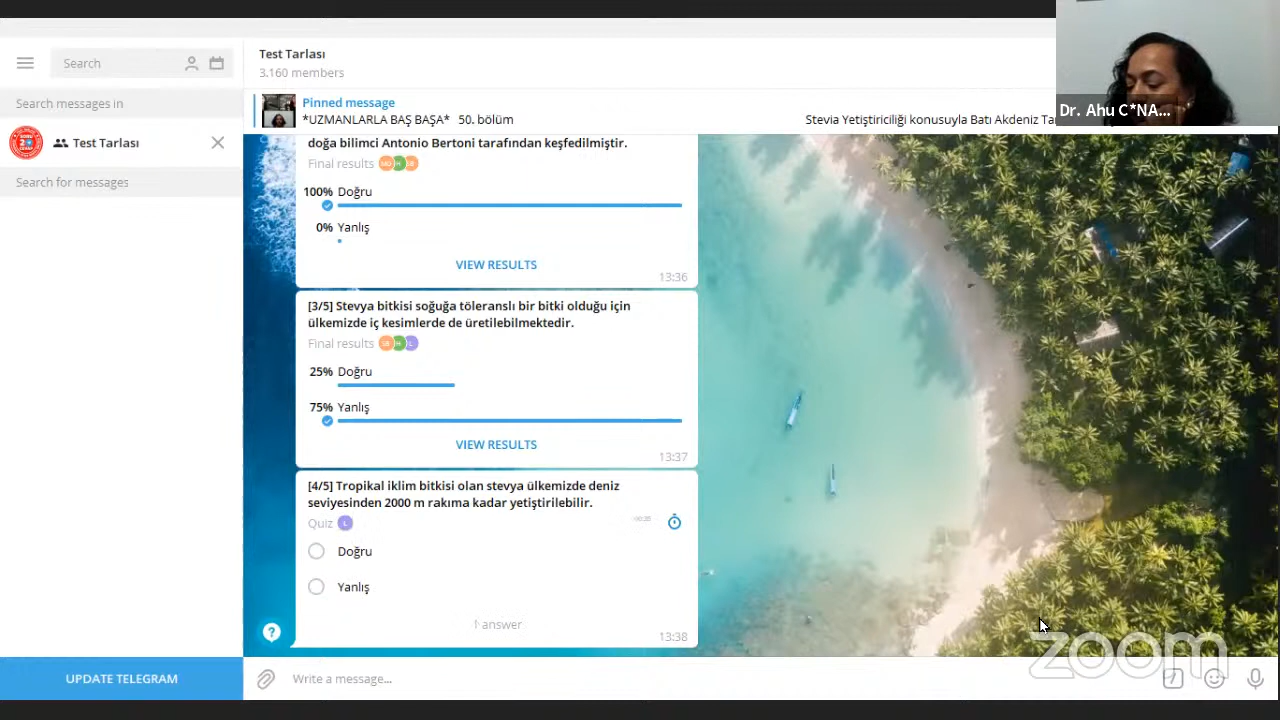 Search
Test Tarlası
3.160 members
Search messages in
Pinned message
*UZMANLARLA BAŞ BAŞA* 50. bölüm
Stevia Yetiştiriciliği konusuyla Batı Akdeniz Ta
Dr. Ahu Ç*NA...
Test Tarlası
Search for messages
doğa bilimci Antonio Bertoni tarafından keşfedilmiştir.
Final results
100% Doğru
0% Yanlış
VIEW RESULTS
13:36
[3/5] Stevya bitkisi soğuğa töleranslı bir bitki olduğu için
ülkemizde iç kesimlerde de üretilebilmektedir.
Final results
25% Doğru
75% Yanlış
VIEW RESULTS
13:37
[4/5] Tropikal iklim bitkisi olan stevya ülkemizde deniz
seviyesinden 2000 m rakıma kadar yetiştirilebilir.
Quiz L
Doğru
Yanlış
answer
13:38
UPDATE TELEGRAM
Write a message...
zoom